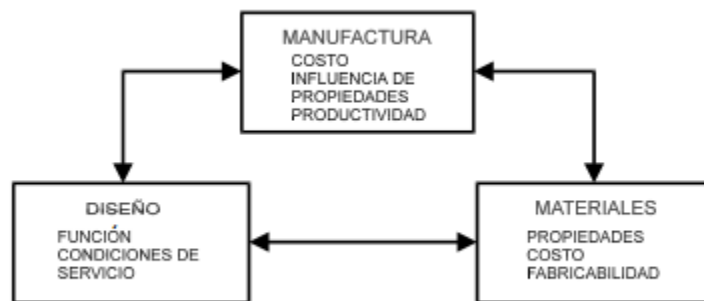 MANUFACTURA
COSTO
INFLUENCIA DE
PROPIEDADES
PRODUCTIVIDAD
DISEÑO
FUNCIÓN
CONDICIONES DE
SERVICIO
MATERIALES
PROPIEDADES
COSTO
FABRICABILIDAD